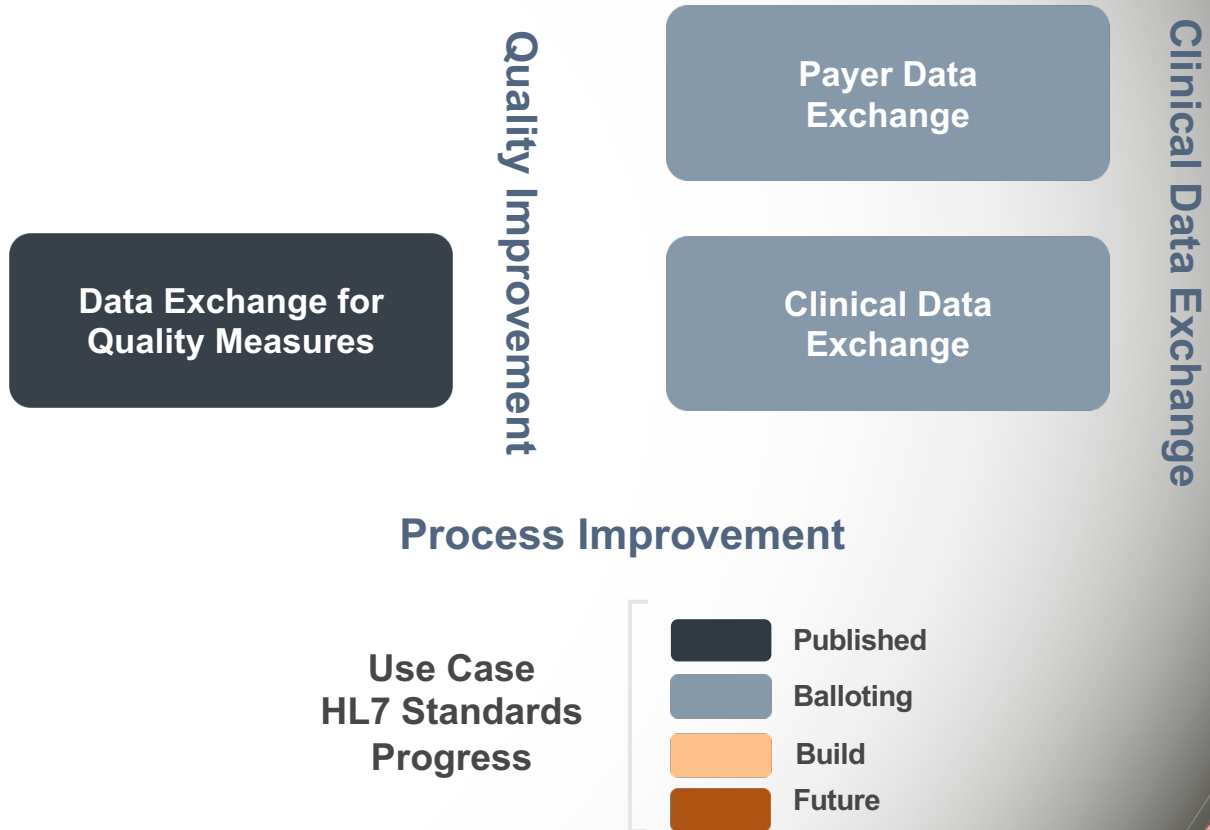 Quality Improvement
Payer Data
Exchange
Clinical Data Exchange
Data Exchange for
Quality Measures
Clinical Data
Exchange
Process Improvement
Use Case
HL7 Standards
Progress
Published
Balloting
Build
Future